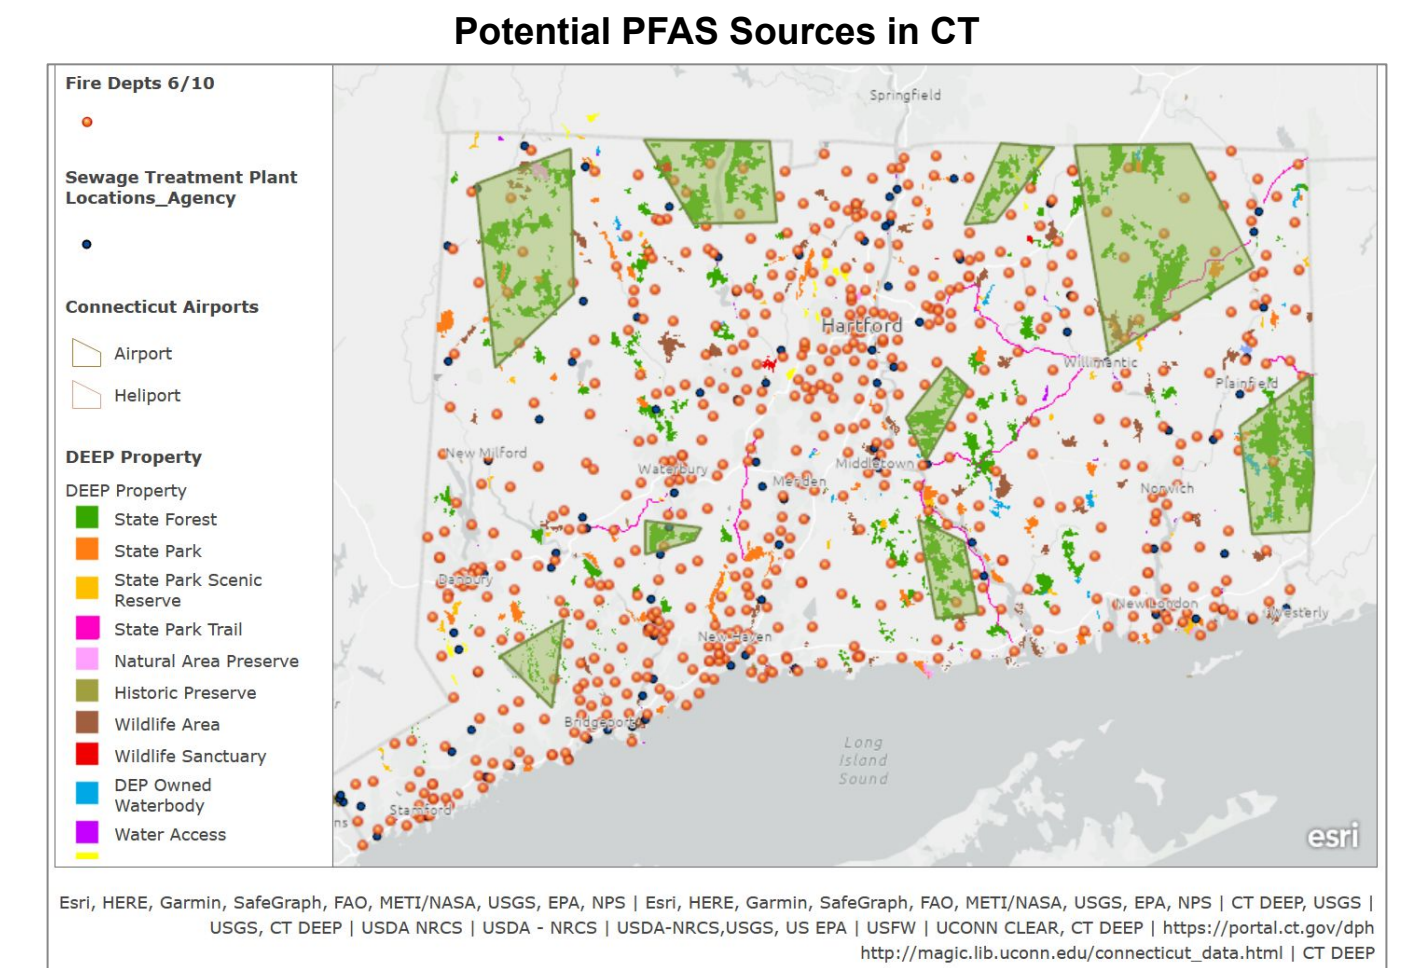 Potential PFAS Sources in CT
Fire Depts 6/10
Sewage Treatment Plant
Locations_Agency
Connecticut Airports
Airport
Heliport
DEEP Property
DEEP Property
State Forest
State Park
State Park Scenic
Reserve
State Park Trail
Natural Area Preserve
Historic Preserve
Wildlife Area
Wildlife Sanctuary
DEP Owned
Waterbody
Water Access
Springfield
Hartford
Willimantic
Plainfield
New Milford
Waterbury
Meriden
Middletown
Norwich
Danbury
New Haven
New London
Westerly
Bridgeport
Long
Island
Sound
Stamford
ns
r
esri
Esri, HERE, Garmin, SafeGraph, FAO, METI/NASA, USGS, EPA, NPS | Esri, HERE, Garmin, SafeGraph, FAO, METI/NASA, USGS, EPA, NPS | CT DEEP, USGS |
USGS, CT DEEP | USDA NRCS | USDA - NRCS | USDA-NRCS,USGS, US EPA | USFW | UCONN CLEAR, CT DEEP | https://portal.ct.gov/dph
http://magic.lib.uconn.edu/connecticut_data.html | CT DEEP